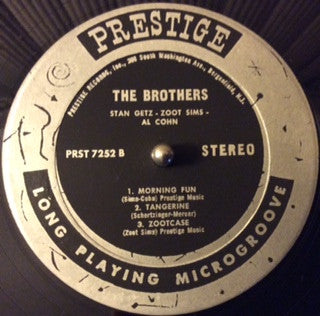 PRESTIGE
PRESTIGE RECORDS, Inc., 203 South Washington Ave., Bergenfield, N.J.
THE BROTHERS
STAN GETZ - ZOOT SIMS -
AL COHN
PRST 7252 B
STEREO
1. MORNING FUN
(Sims-Cohn) Prestige Music
2. TANGERINE
(Schertzinger-Mercer)
3. ZOOTCASE
(Zoot Sims) Prestige Music
LONG PLAYING MICROGROOVE